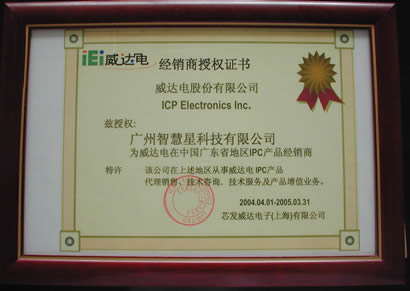 iEi 威达电 经销商授权证书
威达电股份有限公司
ICP Electronics Inc.
兹授权:
广州智慧星科技有限公司
为威达电在中国广东省地区IPC产品经销商
特许 该公司在上述地区从事威达电 IPC产品
代理销售、技术咨询、技术服务及产品增值业务。
2004.04.01-2005.03.31
芯发威达电子(上海)有限公司